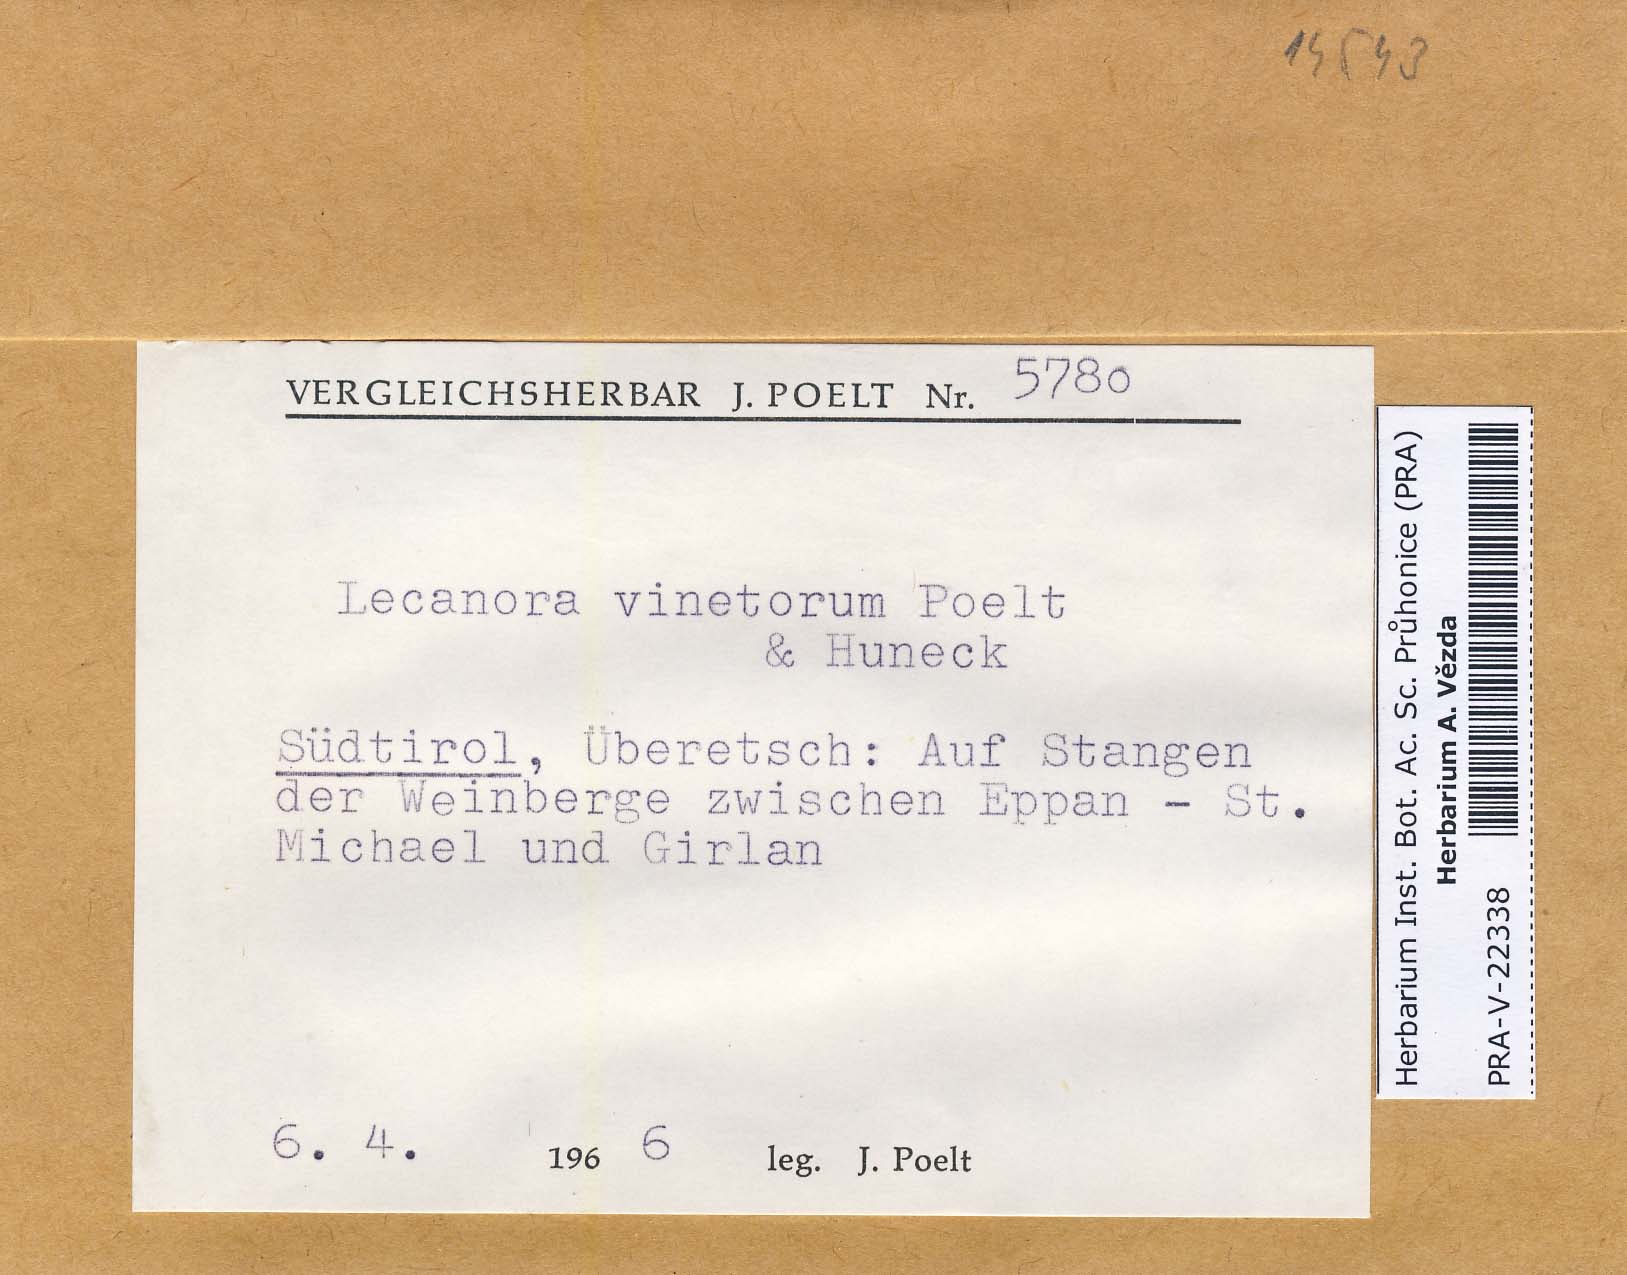 14543
VERGLEICHSHERBAR J. POELT Nr. 5780
Lecanora vinetorum Poelt
& Huneck
Südtirol, Überetsch: Auf Stangen
der Weinberge zwischen Eppan - St.
Michael und Girlan
6. 4. 196 6 leg. J. Poelt
Herbarium Inst. Bot. Ac. Sc. Průhonice (PRA)
Herbarium A. Vězda
PRA-V-22338